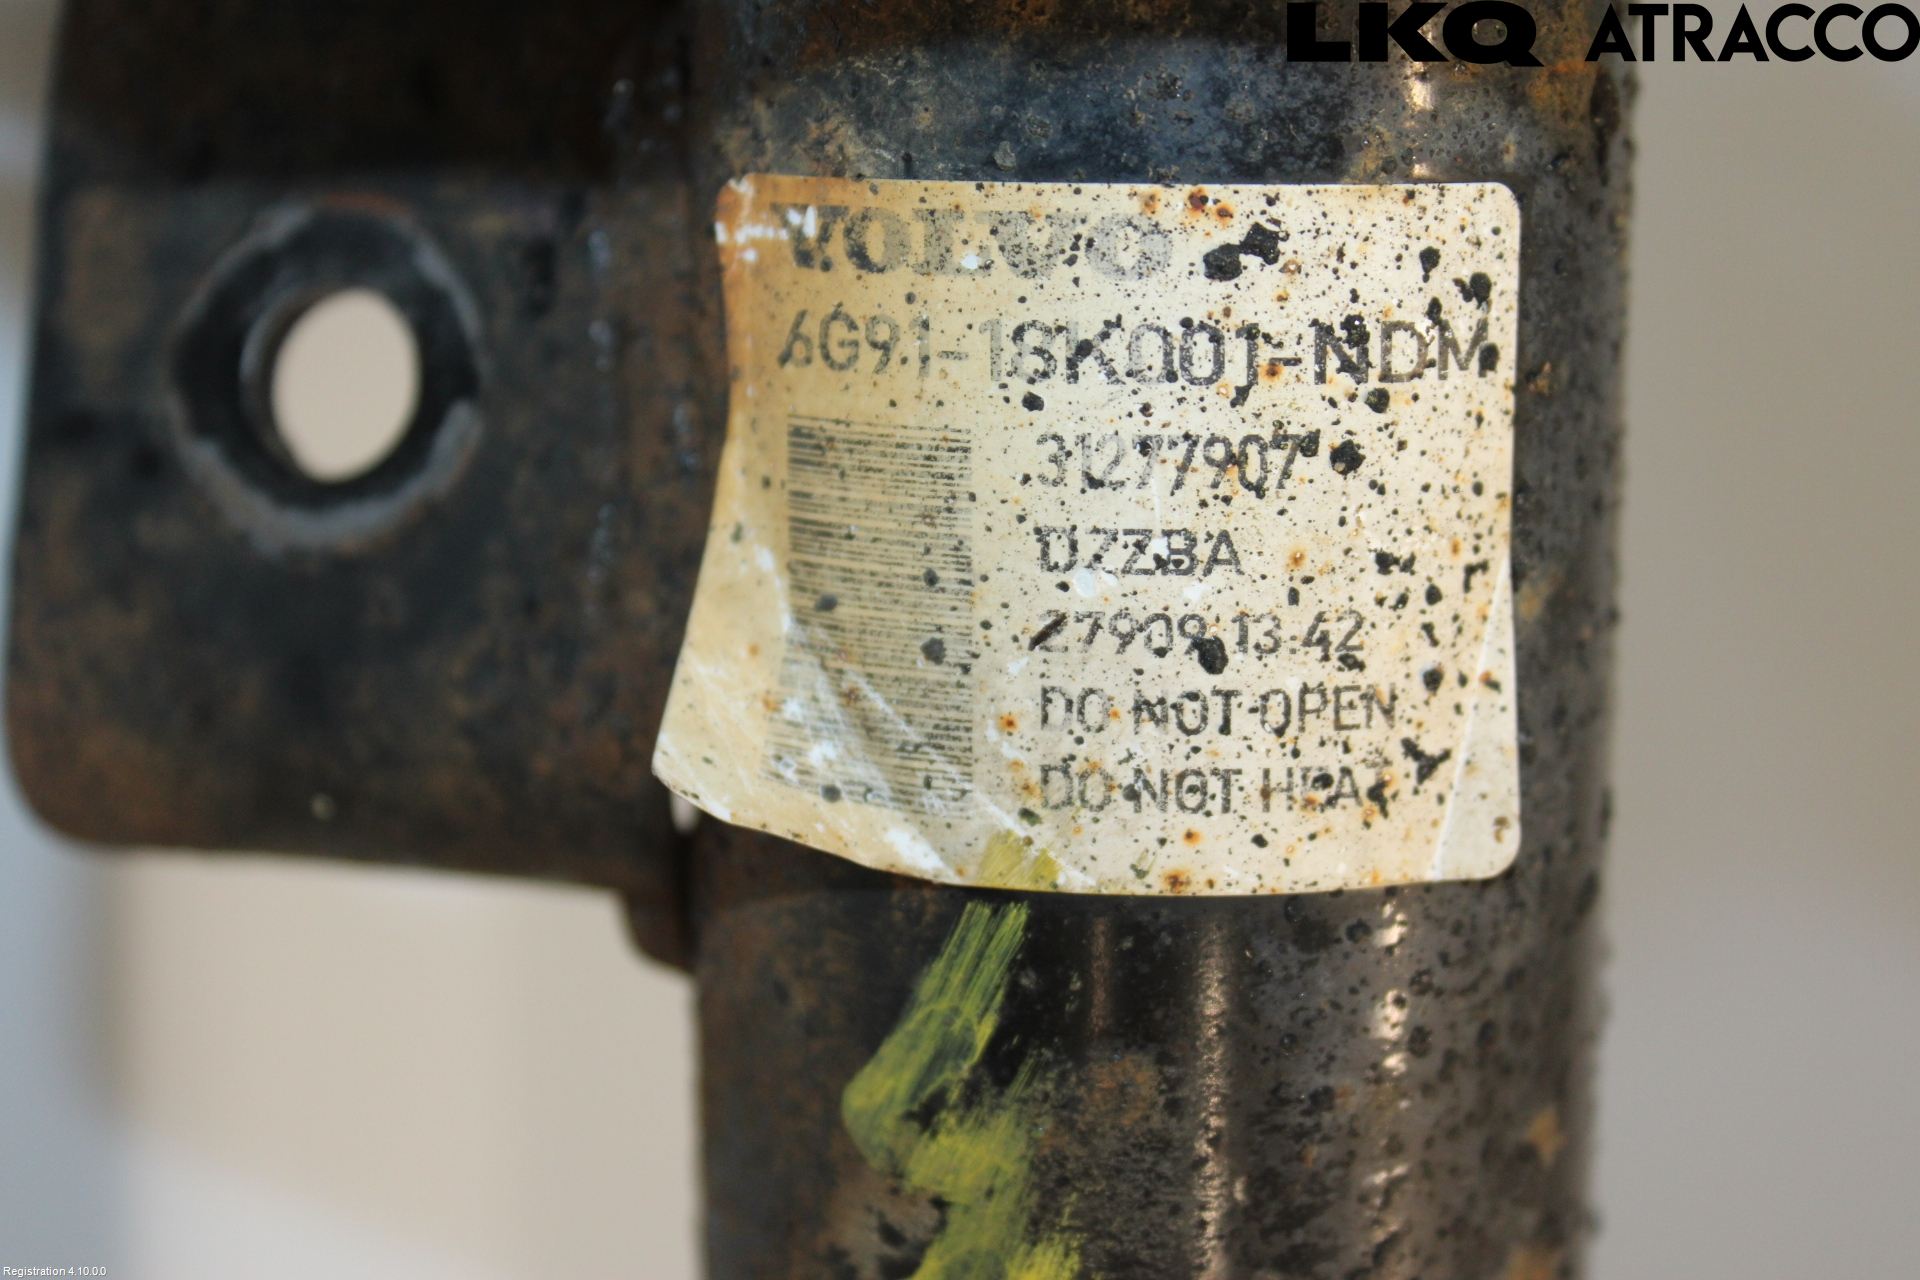 LKQ ATRACCO
VOLVO
6G91-18K001-NDM
31277907
DZZBA
27909 13:42
DO NOT OPEN
DO NOT HEAT
Registration 4.10.0.0